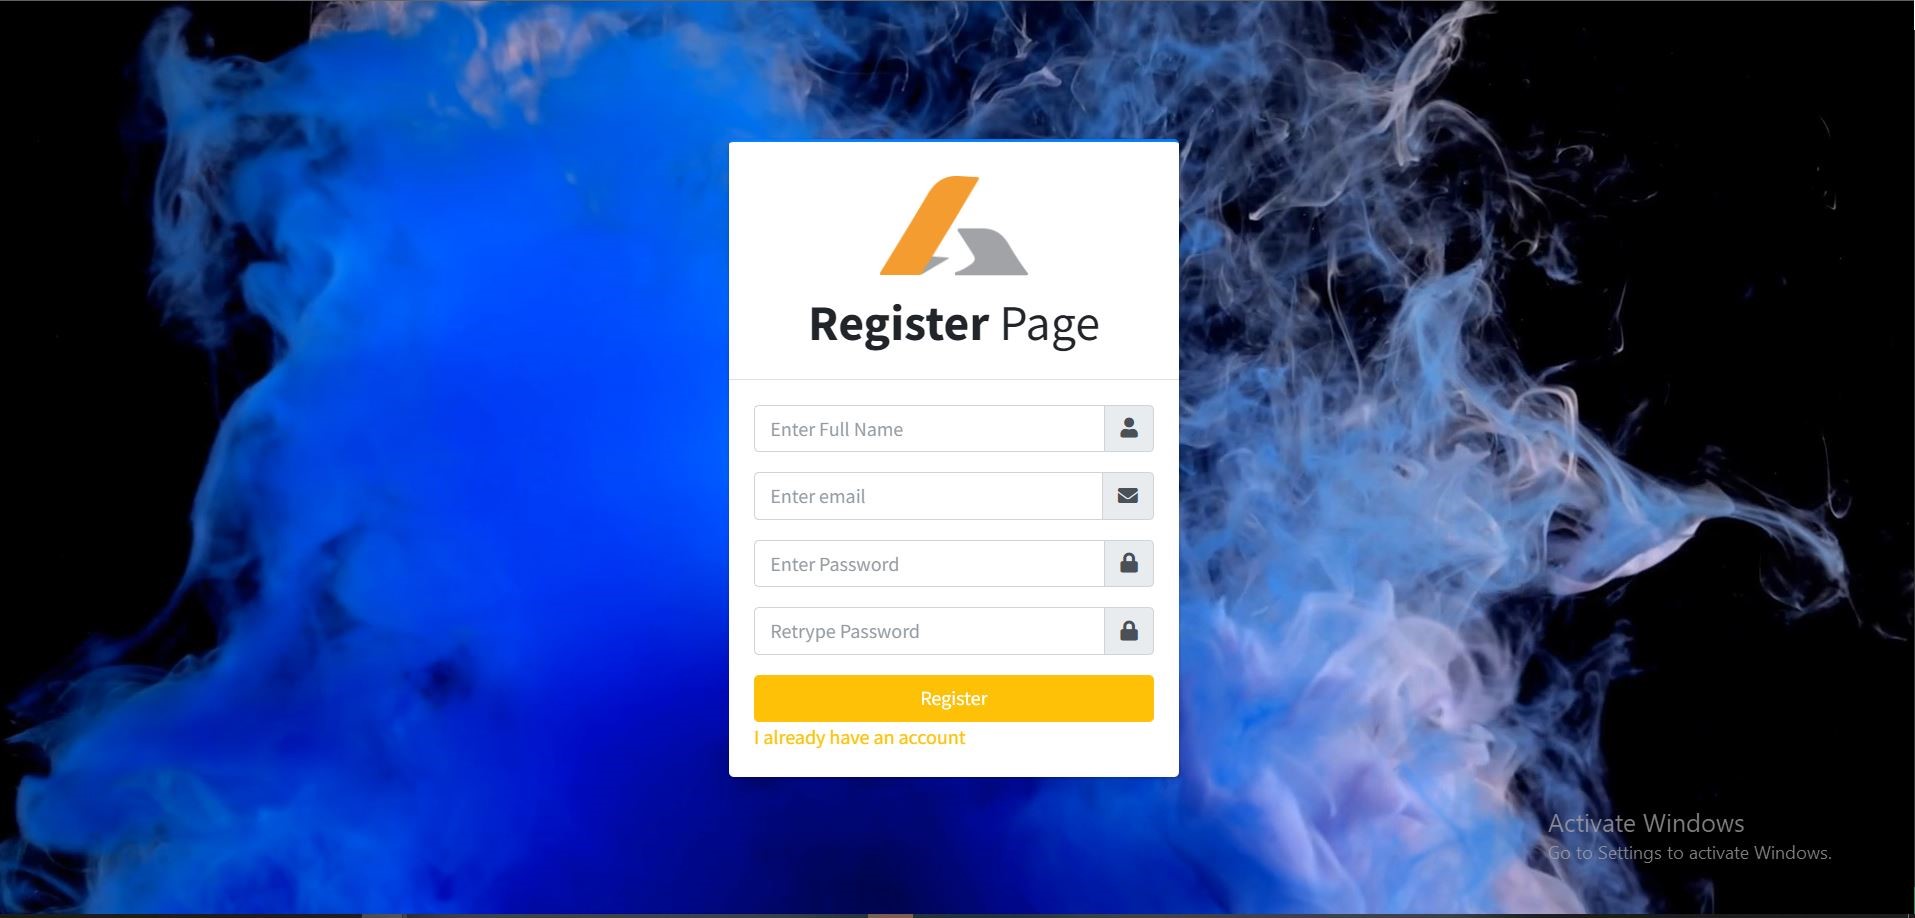 Register Page
Enter Full Name
Enter email
Enter Password
Retrype Password
Register
I already have an account
Activate Windows
Go to Settings to activate Windows.